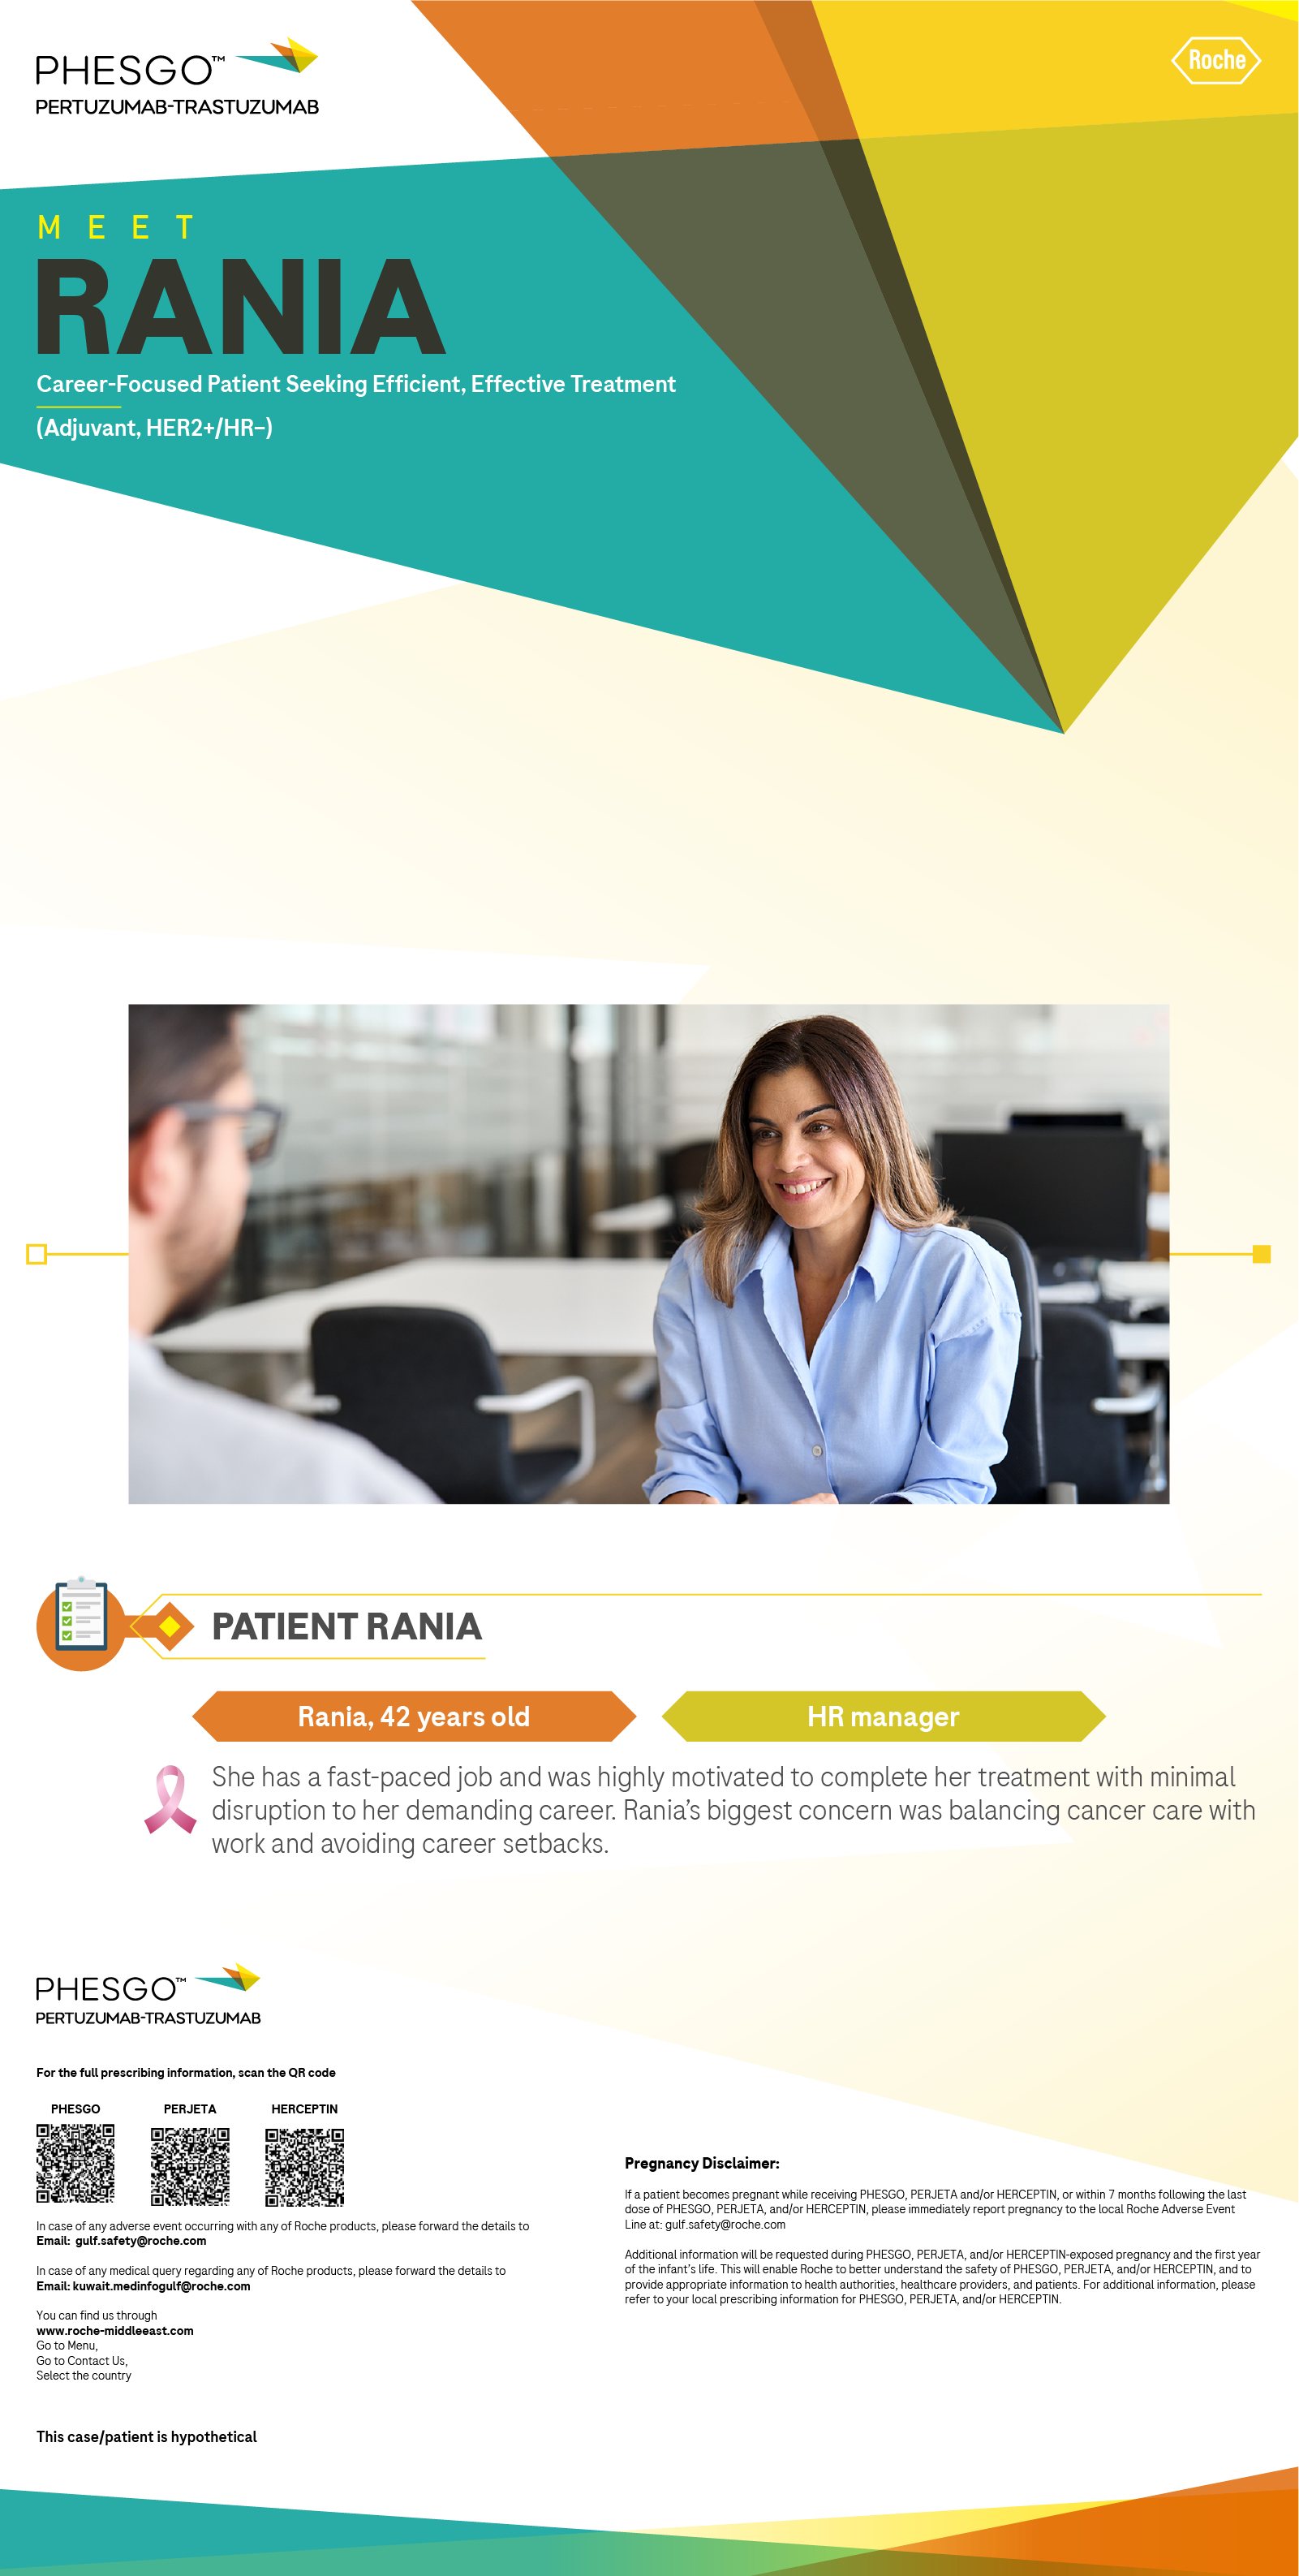 PHESGO™
PERTUZUMAB-TRASTUZUMAB
Roche
MEET
RANIA
Career-Focused Patient Seeking Efficient, Effective Treatment
(Adjuvant, HER2+/HR−)
PATIENT RANIA
Rania, 42 years old
HR manager
She has a fast-paced job and was highly motivated to complete her treatment with minimal
disruption to her demanding career. Rania's biggest concern was balancing cancer care with
work and avoiding career setbacks.
PHESGO™
PERTUZUMAB-TRASTUZUMAB
For the full prescribing information, scan the QR code
PHESGO PERJETA HERCEPTIN
In case of any adverse event occurring with any of Roche products, please forward the details to
Email: gulf.safety@roche.com
In case of any medical query regarding any of Roche products, please forward the details to
Email: kuwait.medinfogulf@roche.com
You can find us through
www.roche-middleeast.com
Go to Menu,
Go to Contact Us,
Select the country
Pregnancy Disclaimer:
If a patient becomes pregnant while receiving PHESGO, PERJETA and/or HERCEPTIN, or within 7 months following the last
dose of PHESGO, PERJETA, and/or HERCEPTIN, please immediately report pregnancy to the local Roche Adverse Event
Line at: gulf.safety@roche.com
Additional information will be requested during PHESGO, PERJETA, and/or HERCEPTIN-exposed pregnancy and the first year
of the infant's life. This will enable Roche to better understand the safety of PHESGO, PERJETA, and/or HERCEPTIN, and to
provide appropriate information to health authorities, healthcare providers, and patients. For additional information, please
refer to your local prescribing information for PHESGO, PERJETA, and/or HERCEPTIN.
This case/patient is hypothetical